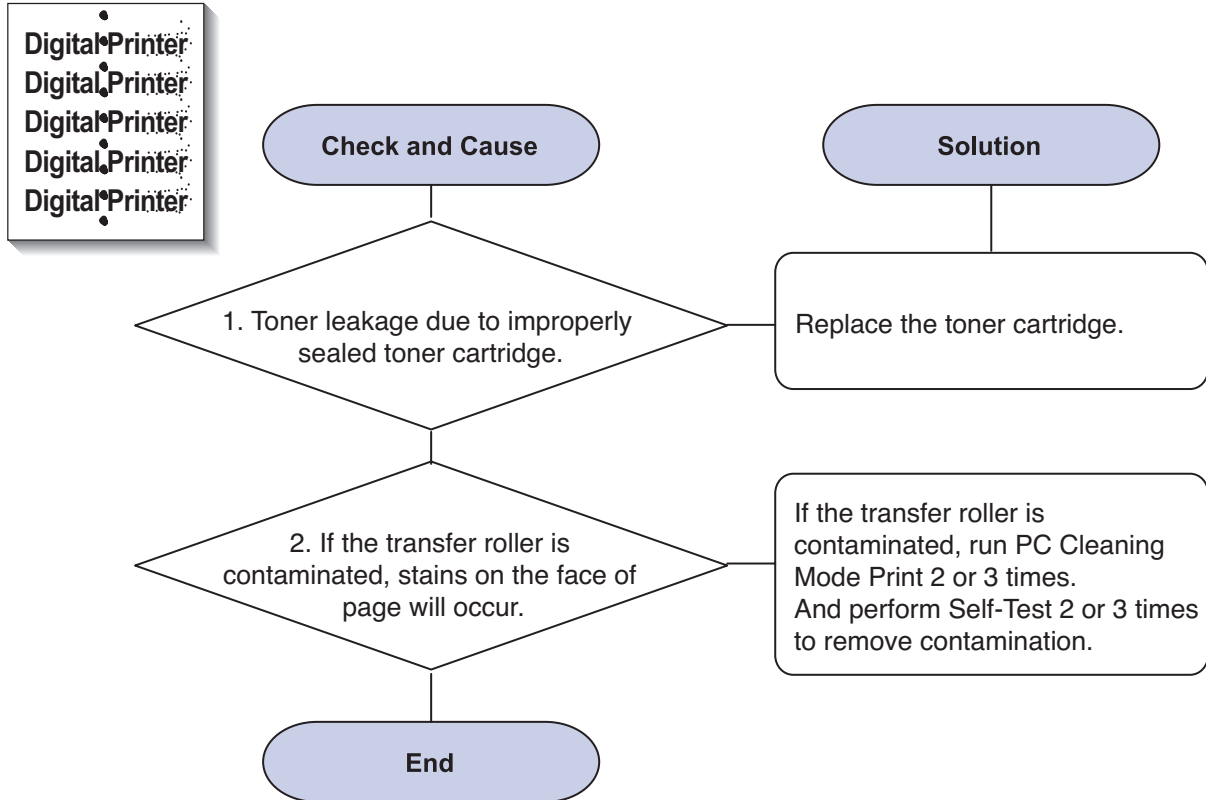 Digital Printer
Digital Printer
Digital Printer
Digital Printer
Digital Printer
Check and Cause
Solution
1. Toner leakage due to improperly
sealed toner cartridge.
Replace the toner cartridge.
2. If the transfer roller is
contaminated, stains on the face of
page will occur.
If the transfer roller is
contaminated, run PC Cleaning
Mode Print 2 or 3 times.
And perform Self-Test 2 or 3 times
to remove contamination.
End